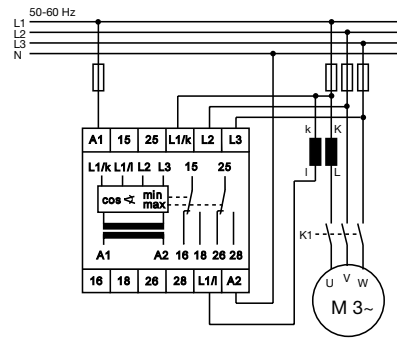 50-60 Hz
L1
L2
L3
N
A1 15 25 L1/k L2 L3
k K
L1/k L1/l L2 L3 15 25
l L
cos ∢ min
max
K1
A1 A2 16 18 26 28
U V W
16 18 26 28 L1/l A2
M 3~